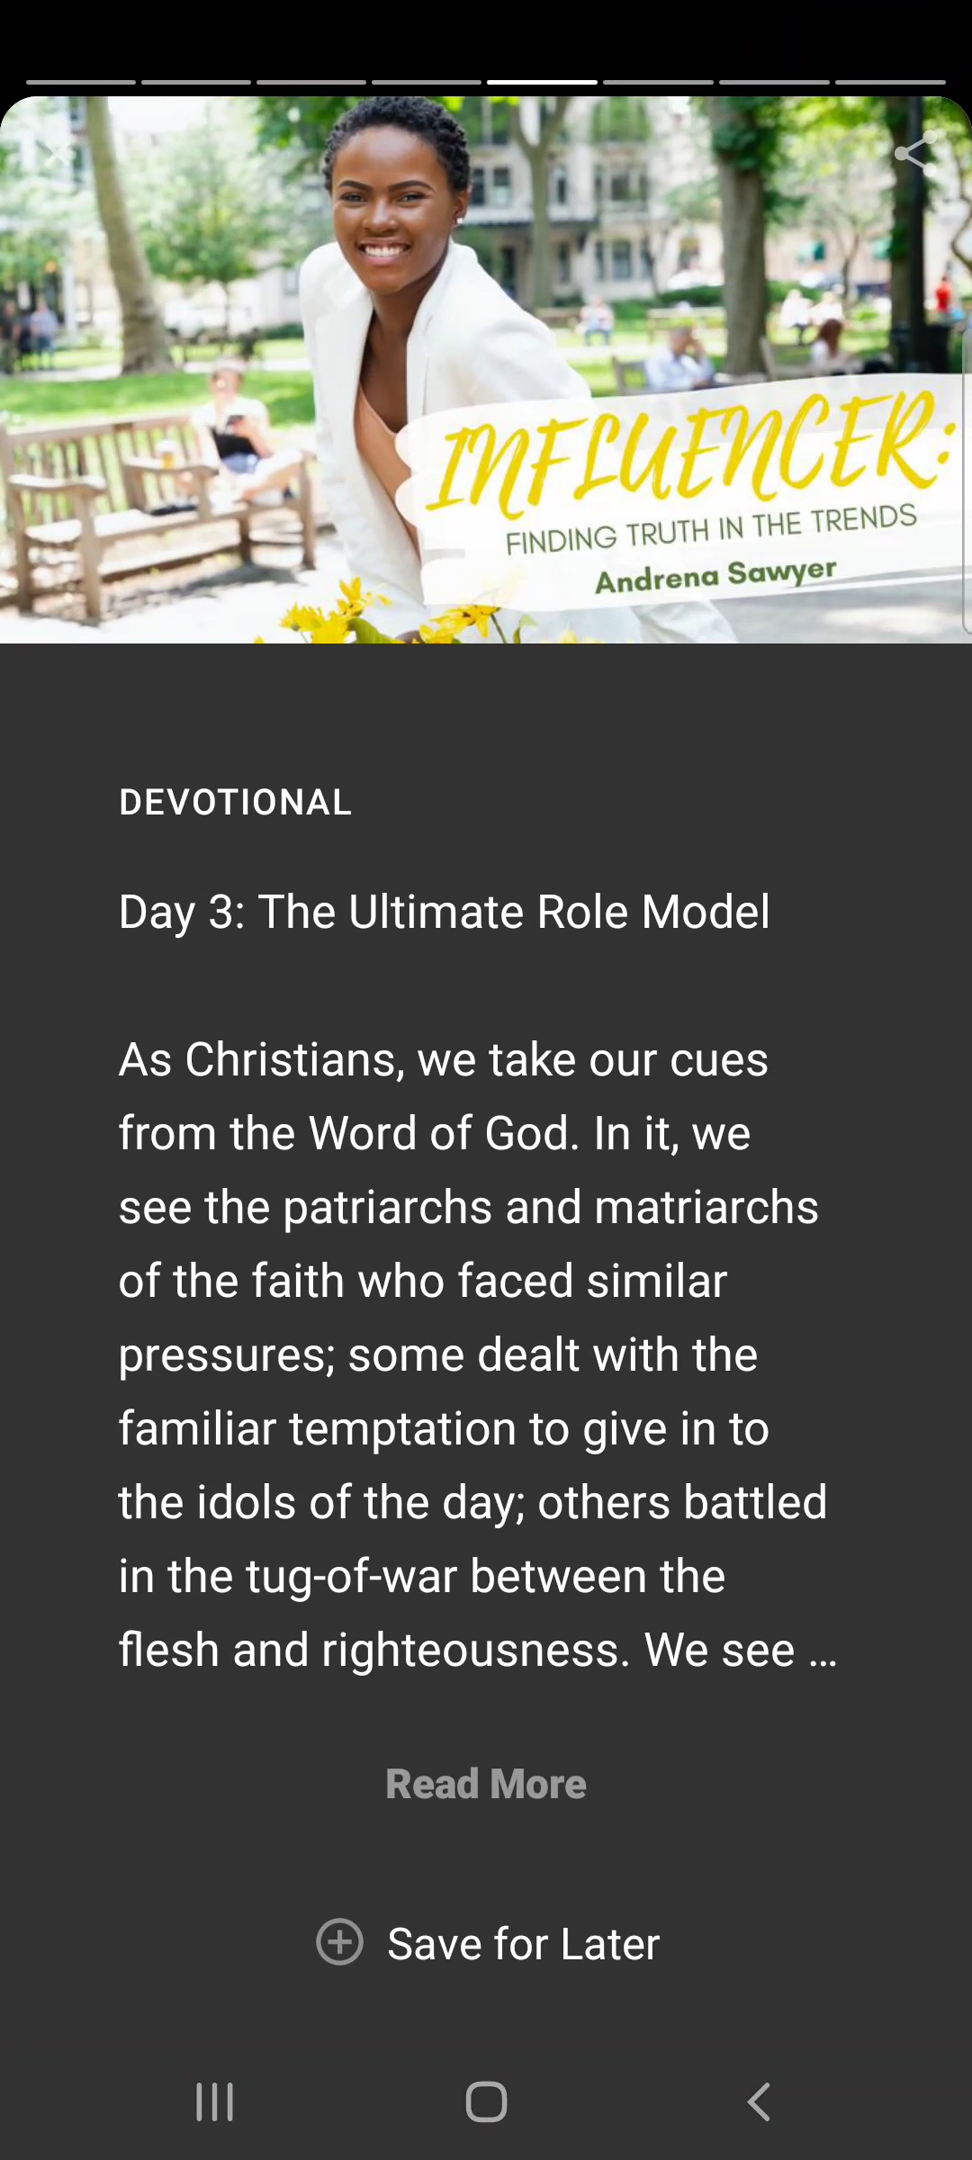 INFLUENCER:
FINDING TRUTH IN THE TRENDS
Andrena Sawyer
DEVOTIONAL
Day 3: The Ultimate Role Model
As Christians, we take our cues
from the Word of God. In it, we
see the patriarchs and matriarchs
of the faith who faced similar
pressures; some dealt with the
familiar temptation to give in to
the idols of the day; others battled
in the tug-of-war between the
flesh and righteousness. We see ...
Read More
Save for Later